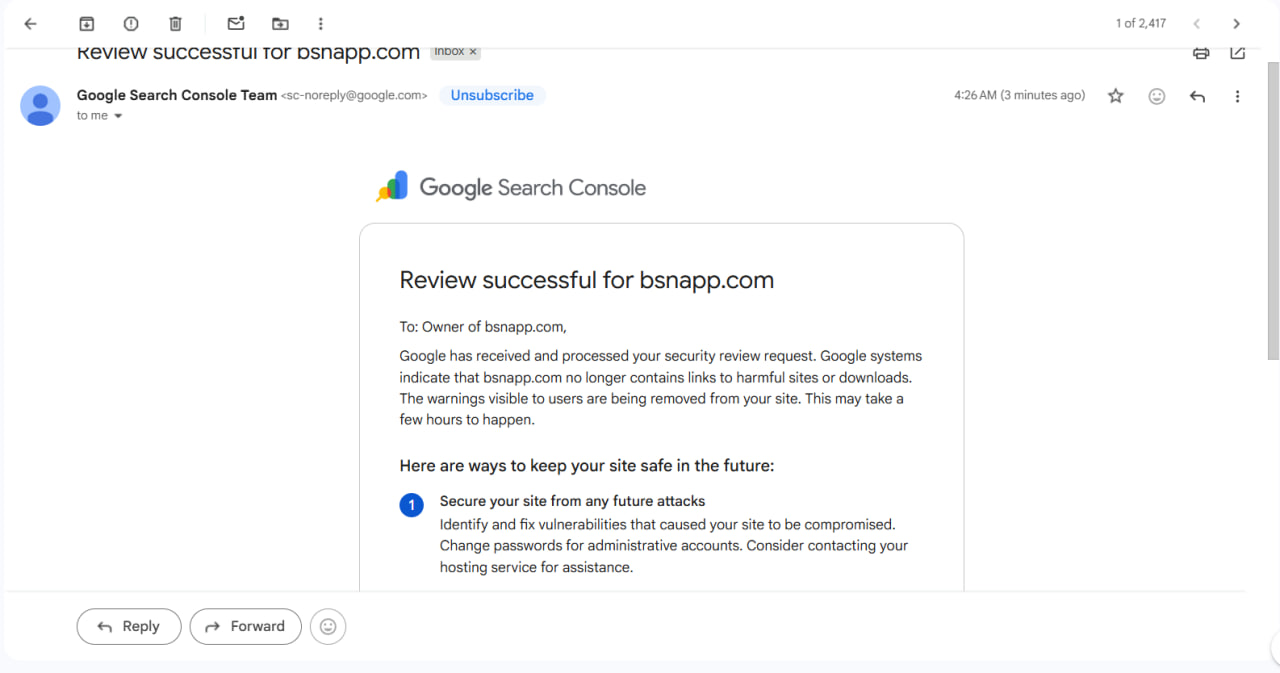 1 of 2,417
Review successful for bsnapp.com Inbox ×
Google Search Console Team <sc-noreply@google.com> Unsubscribe 4:26 AM (3 minutes ago)
to me
Google Search Console
Review successful for bsnapp.com
To: Owner of bsnapp.com,
Google has received and processed your security review request. Google systems
indicate that bsnapp.com no longer contains links to harmful sites or downloads.
The warnings visible to users are being removed from your site. This may take a
few hours to happen.
Here are ways to keep your site safe in the future:
1 Secure your site from any future attacks
Identify and fix vulnerabilities that caused your site to be compromised.
Change passwords for administrative accounts. Consider contacting your
hosting service for assistance.
Reply Forward